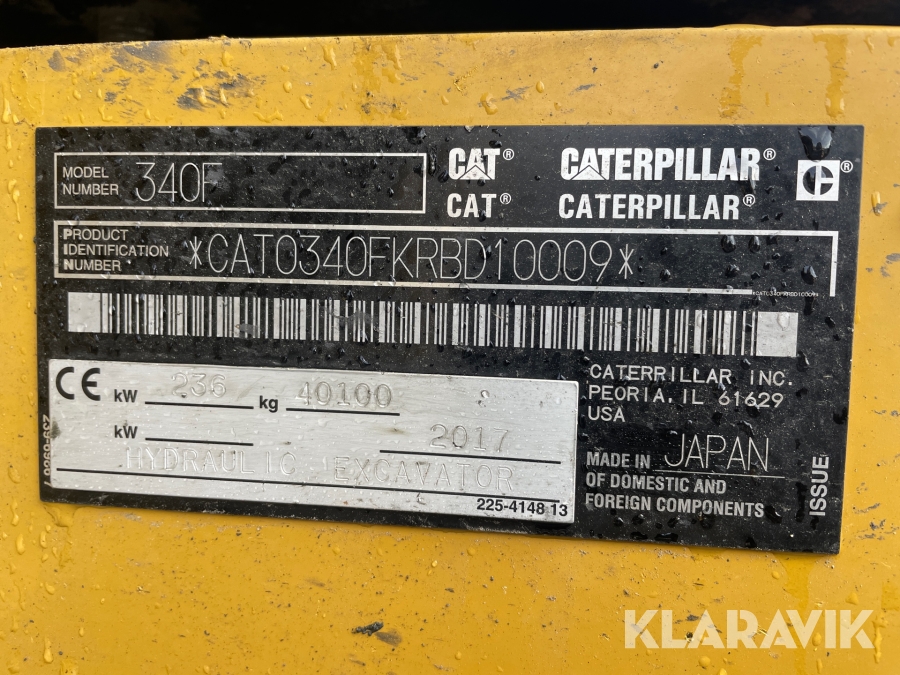 MODEL NUMBER 340F
CAT® CATERPILLAR® ®
CAT® CATERPILLAR®
PRODUCT IDENTIFICATION NUMBER *CAT0340FKRBD10009*
*CAT0340FKRBD10009*
CE kW 236 kg 40100
kW 2017
HYDRAULIC EXCAVATOR
225-4148 13
CATERPILLAR INC.
PEORIA, IL 61629
USA
MADE IN JAPAN
OF DOMESTIC AND
FOREIGN COMPONENTS
ISSUE
KLARAVIK